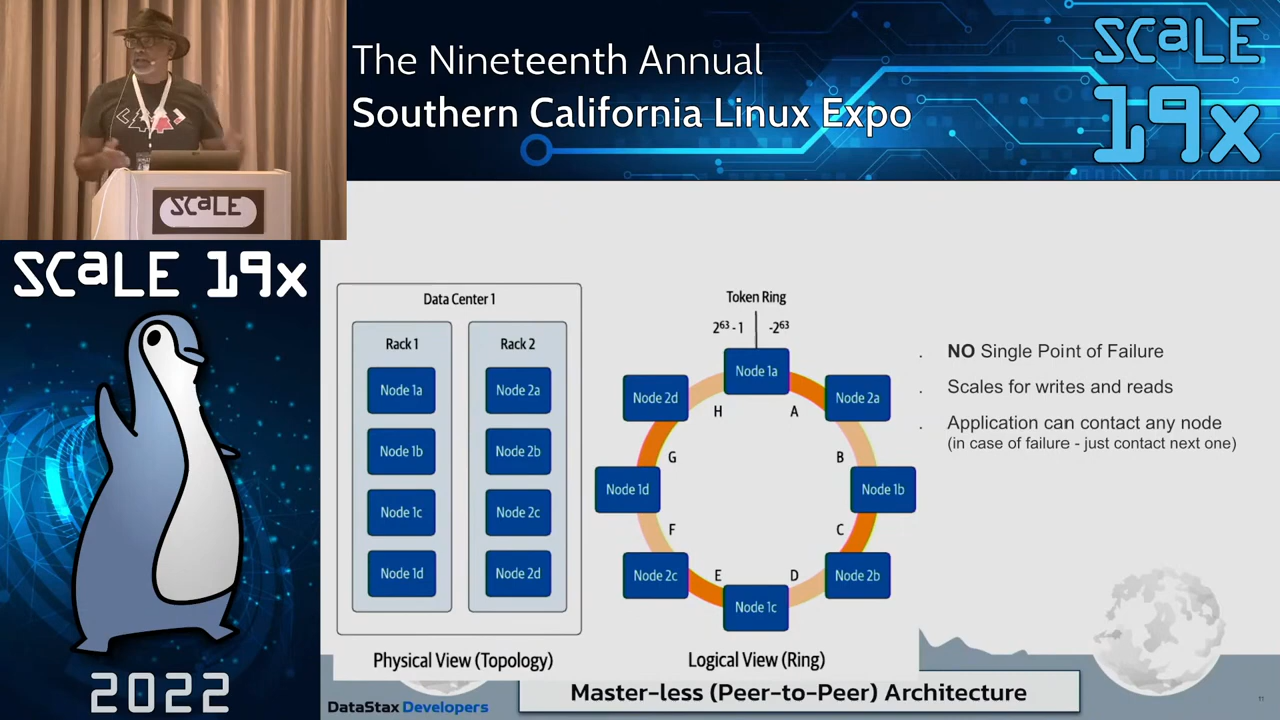 The Nineteenth Annual
Southern California Linux Expo
SCaLE
19x
SCaLE
SCaLE 19x
2022
Data Center 1
Rack 1
Rack 2
Node 1a
Node 2a
Node 1b
Node 2b
Node 1c
Node 2c
Node 1d
Node 2d
Physical View (Topology)
Token Ring
2⁶³ - 1
-2⁶³
Node 1a
Node 2d
Node 2a
H
A
G
B
Node 1d
Node 1b
F
C
Node 2c
E
D
Node 2b
Node 1c
Logical View (Ring)
. NO Single Point of Failure
. Scales for writes and reads
. Application can contact any node
(in case of failure - just contact next one)
Master-less (Peer-to-Peer) Architecture
DataStax Developers
11